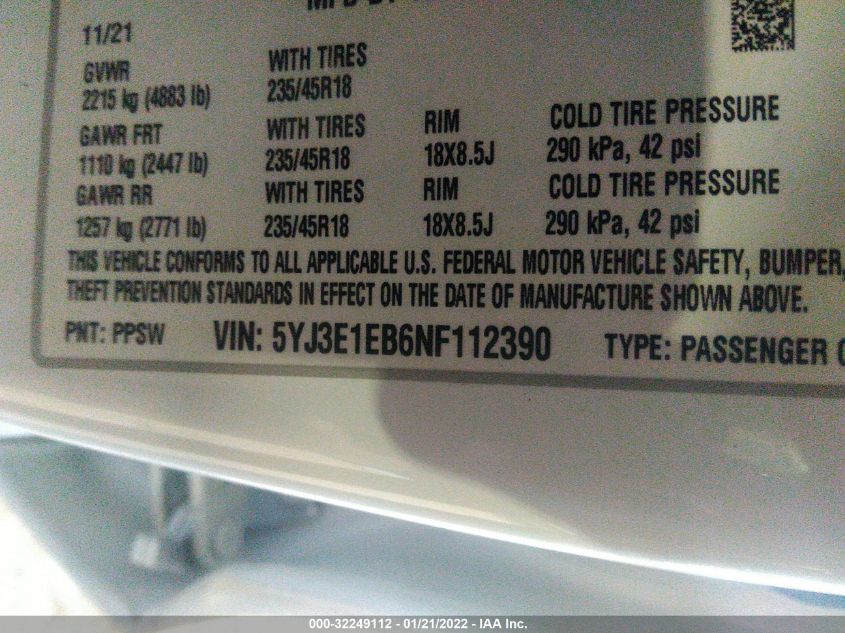 11/21
GVWR WITH TIRES
2215 kg (4883 lb) 235/45R18
GAWR FRT WITH TIRES RIM COLD TIRE PRESSURE
1110 kg (2447 lb) 235/45R18 18X8.5J 290 kPa, 42 psi
GAWR RR WITH TIRES RIM COLD TIRE PRESSURE
1257 kg (2771 lb) 235/45R18 18X8.5J 290 kPa, 42 psi
THIS VEHICLE CONFORMS TO ALL APPLICABLE U.S. FEDERAL MOTOR VEHICLE SAFETY, BUMPER,
THEFT PREVENTION STANDARDS IN EFFECT ON THE DATE OF MANUFACTURE SHOWN ABOVE.
PNT: PPSW VIN: 5YJ3E1EB6NF112390 TYPE: PASSENGER
000-32249112 - 01/21/2022 - IAA Inc.